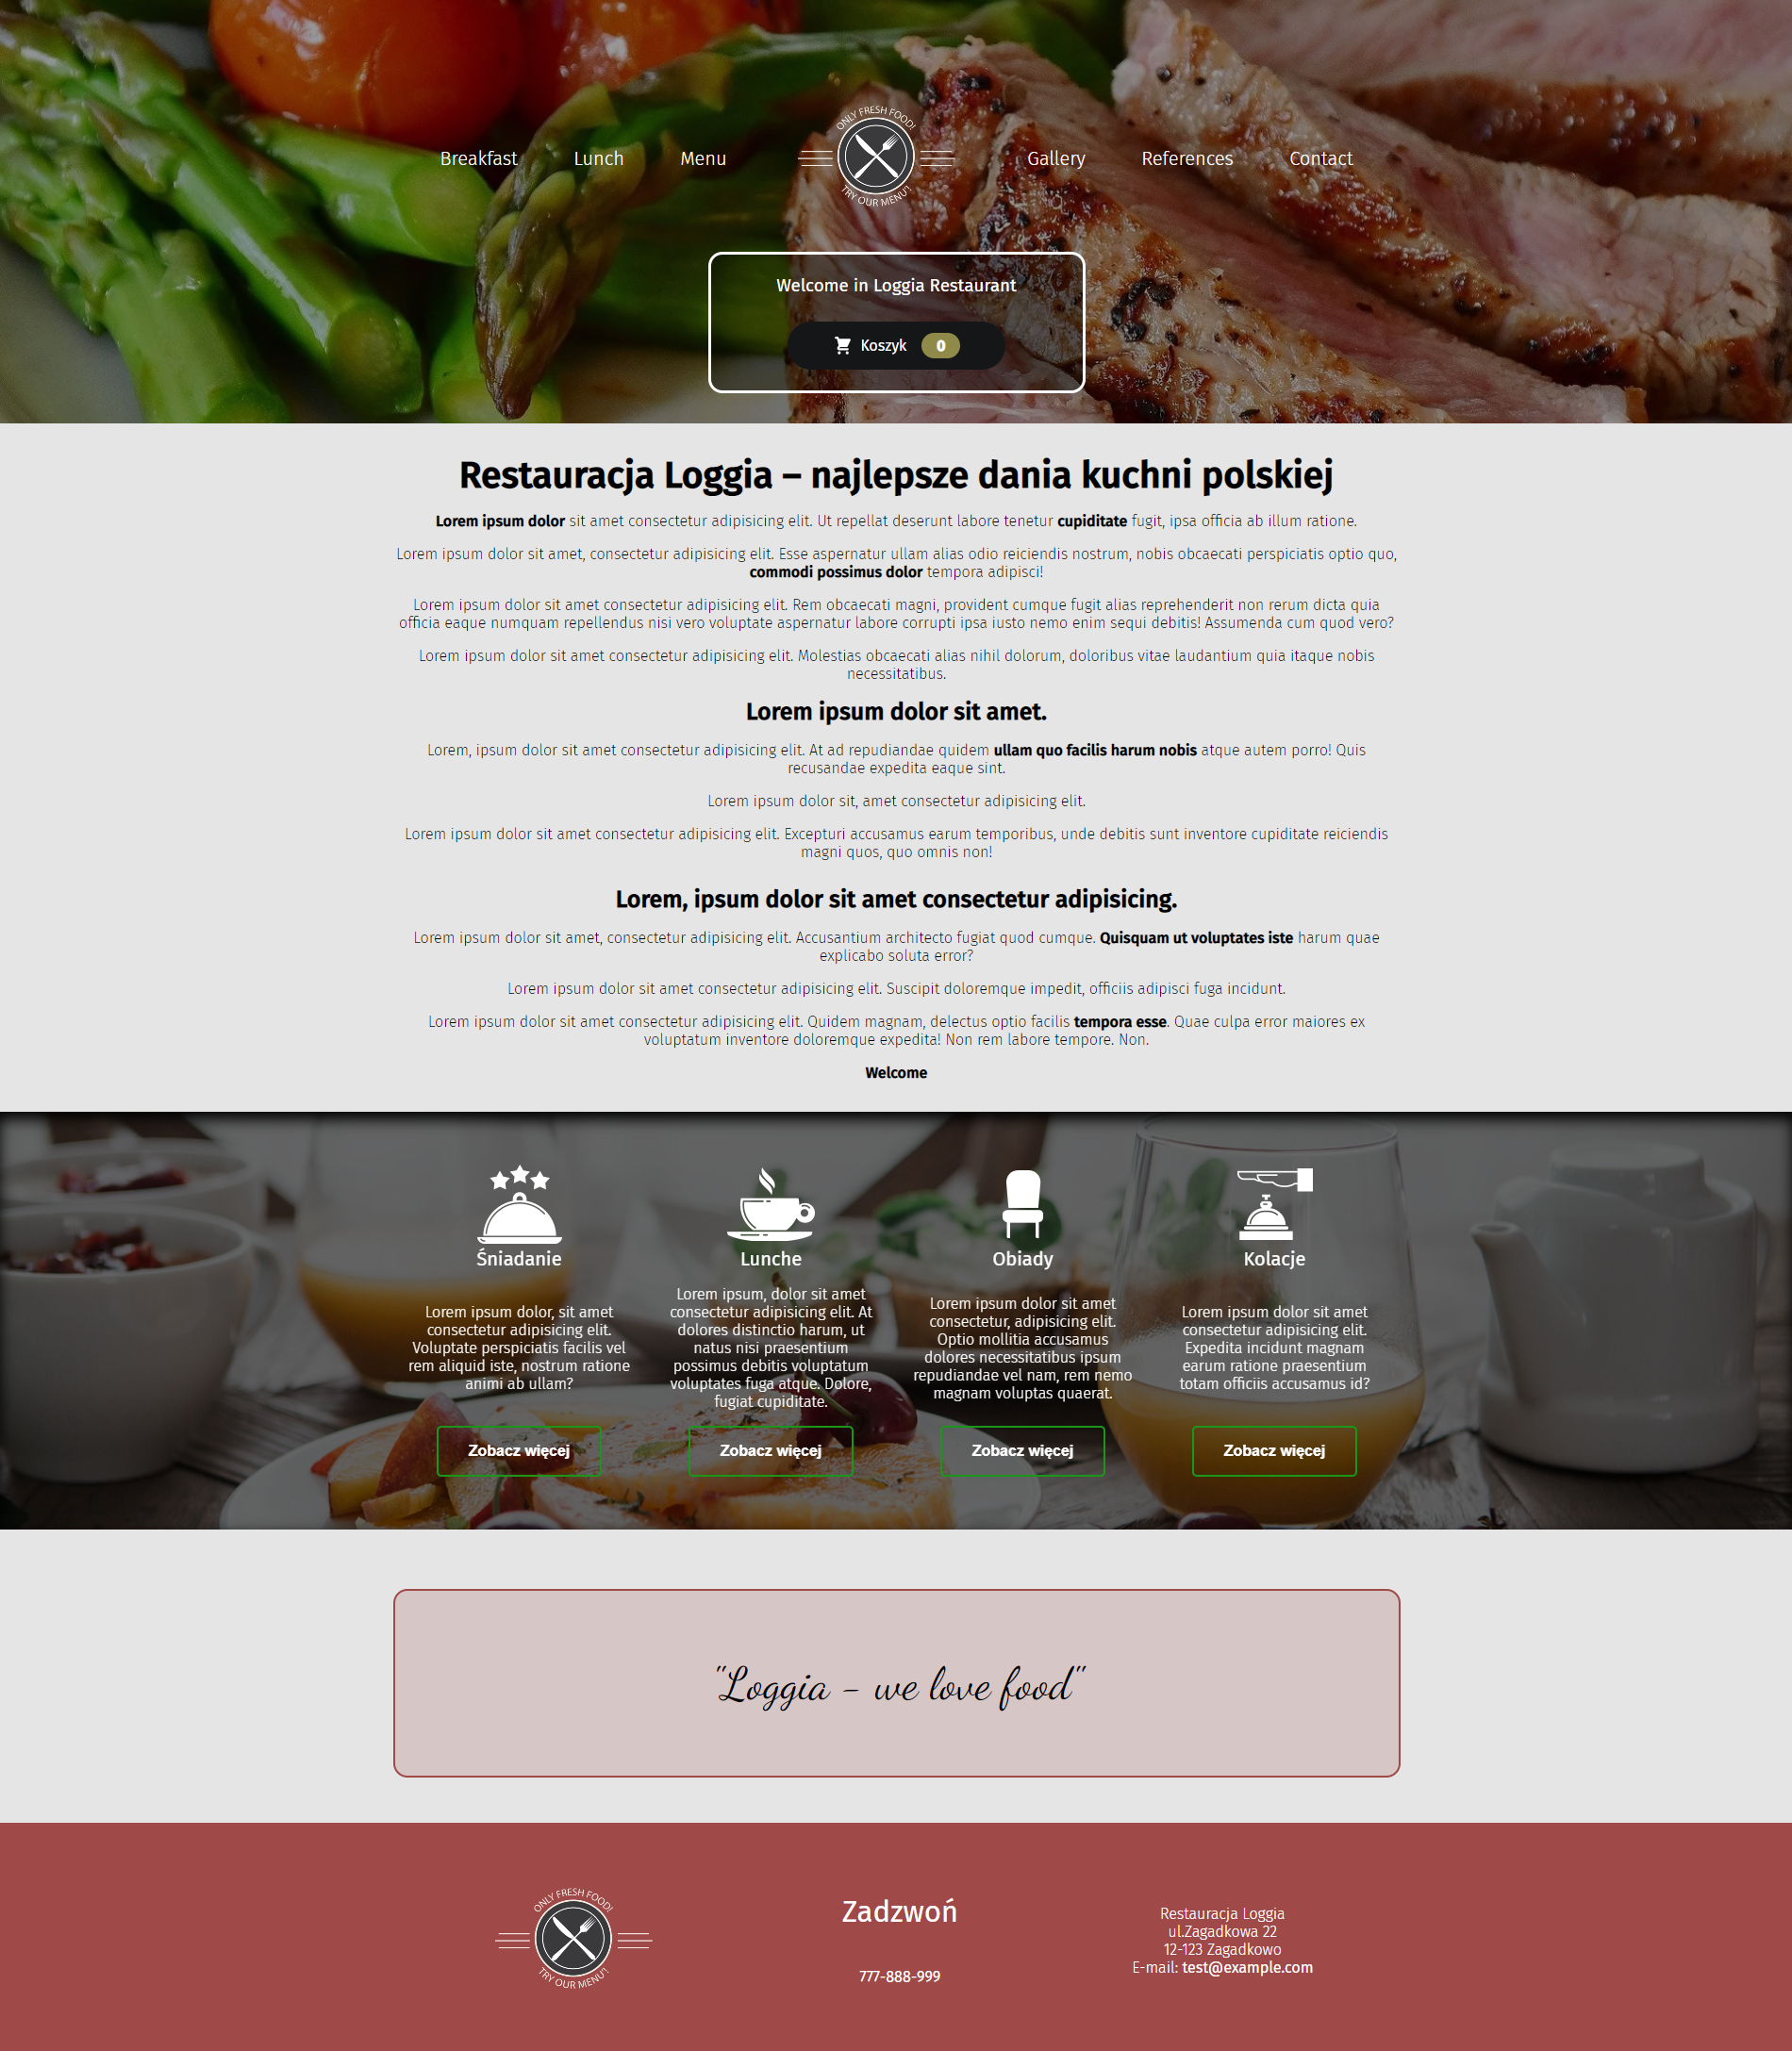 ONLY FRESH FOOD!
Breakfast Lunch Menu Gallery References Contact
TRY OUR MENU!
Welcome in Loggia Restaurant
Koszyk 0
Restauracja Loggia – najlepsze dania kuchni polskiej
Lorem ipsum dolor sit amet consectetur adipisicing elit. Ut repellat deserunt labore tenetur cupiditate fugit, ipsa officia ab illum ratione.
Lorem ipsum dolor sit amet, consectetur adipisicing elit. Esse aspernatur ullam alias odio reiciendis nostrum, nobis obcaecati perspiciatis optio quo,
commodi possimus dolor tempora adipisci!
Lorem ipsum dolor sit amet consectetur adipisicing elit. Rem obcaecati magni, provident cumque fugit alias reprehenderit non rerum dicta quia
officia eaque numquam repellendus nisi vero voluptate aspernatur labore corrupti ipsa iusto nemo enim sequi debitis! Assumenda cum quod vero?
Lorem ipsum dolor sit amet consectetur adipisicing elit. Molestias obcaecati alias nihil dolorum, doloribus vitae laudantium quia itaque nobis
necessitatibus.
Lorem ipsum dolor sit amet.
Lorem, ipsum dolor sit amet consectetur adipisicing elit. At ad repudiandae quidem ullam quo facilis harum nobis atque autem porro! Quis
recusandae expedita eaque sint.
Lorem ipsum dolor sit, amet consectetur adipisicing elit.
Lorem ipsum dolor sit amet consectetur adipisicing elit. Excepturi accusamus earum temporibus, unde debitis sunt inventore cupiditate reiciendis
magni quos, quo omnis non!
Lorem, ipsum dolor sit amet consectetur adipisicing.
Lorem ipsum dolor sit amet, consectetur adipisicing elit. Accusantium architecto fugiat quod cumque. Quisquam ut voluptates iste harum quae
explicabo soluta error?
Lorem ipsum dolor sit amet consectetur adipisicing elit. Suscipit doloremque impedit, officiis adipisci fuga incidunt.
Lorem ipsum dolor sit amet consectetur adipisicing elit. Quidem magnam, delectus optio facilis tempora esse. Quae culpa error maiores ex
voluptatum inventore doloremque expedita! Non rem labore tempore. Non.
Welcome
Śniadanie
Lorem ipsum dolor, sit amet
consectetur adipisicing elit.
Voluptate perspiciatis facilis vel
rem aliquid iste, nostrum ratione
animi ab ullam?
Zobacz więcej
Lunche
Lorem ipsum, dolor sit amet
consectetur adipisicing elit. At
dolores distinctio harum, ut
natus nisi praesentium
possimus debitis voluptatum
voluptates fuga atque. Dolore,
fugiat cupiditate.
Zobacz więcej
Obiady
Lorem ipsum dolor sit amet
consectetur, adipisicing elit.
Optio mollitia accusamus
dolores necessitatibus ipsum
repudiandae vel nam, rem nemo
magnam voluptas quaerat.
Zobacz więcej
Kolacje
Lorem ipsum dolor sit amet
consectetur adipisicing elit.
Expedita incidunt magnam
earum ratione praesentium
totam officiis accusamus id?
Zobacz więcej
"Loggia - we love food"
ONLY FRESH FOOD!
TRY OUR MENU!
Zadzwoń
777-888-999
Restauracja Loggia
ul.Zagadkowa 22
12-123 Zagadkowo
E-mail: test@example.com